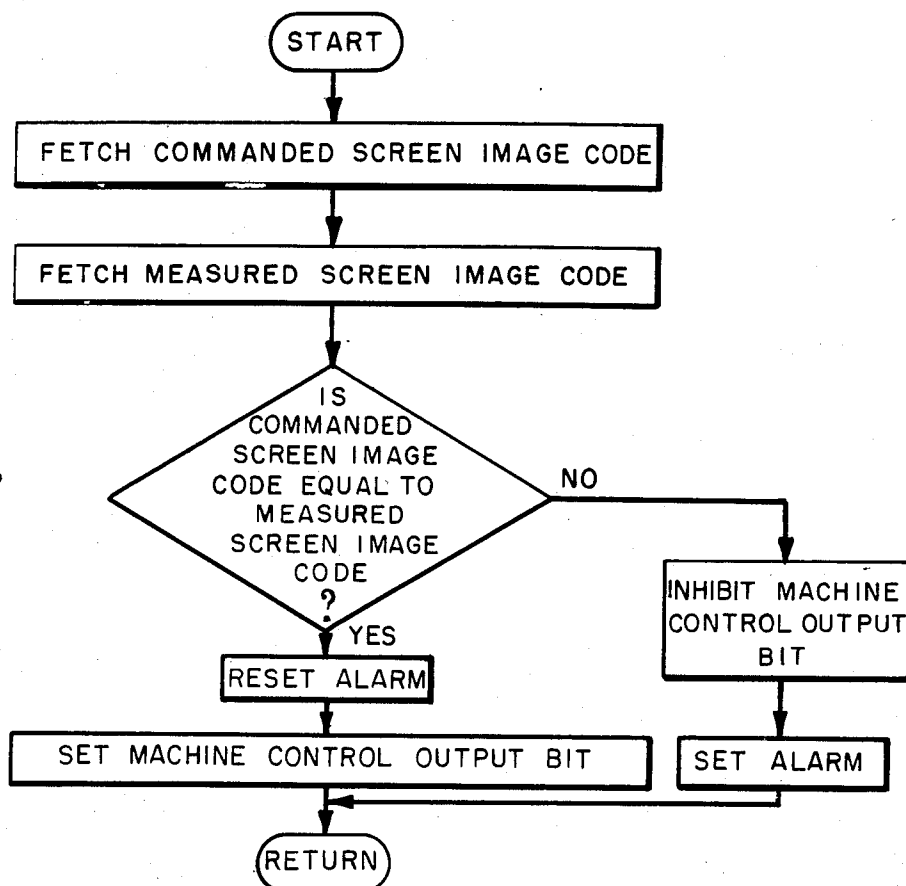 START
FETCH COMMANDED SCREEN IMAGE CODE
FETCH MEASURED SCREEN IMAGE CODE
IS
COMMANDED
SCREEN IMAGE
CODE EQUAL TO
MEASURED
SCREEN IMAGE
CODE
?
NO
YES
INHIBIT MACHINE
CONTROL OUTPUT
BIT
RESET ALARM
SET MACHINE CONTROL OUTPUT BIT
SET ALARM
RETURN